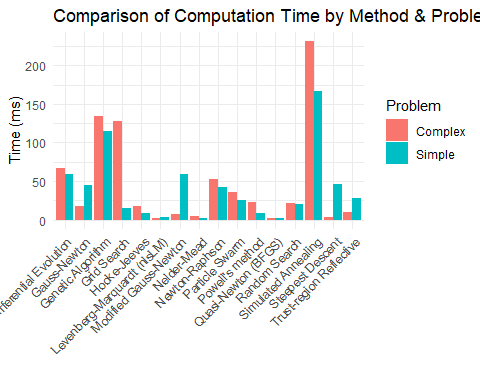 Comparison of Computation Time by Method & Proble
Time (ms)
200
150
100
50
0
Problem
Complex
Simple
ferential Evolution
Gauss-Newton
Genetic Algorithm
Grid Search
Hooke-Jeeves
Levenberg-Marquardt (nlsLM)
Modified Gauss-Newton
Nelder-Mead
Newton-Raphson
Particle Swarm
Powell's method
Quasi-Newton (BFGS)
Random Search
Simulated Annealing
Steepest Descent
Trust-region Reflective